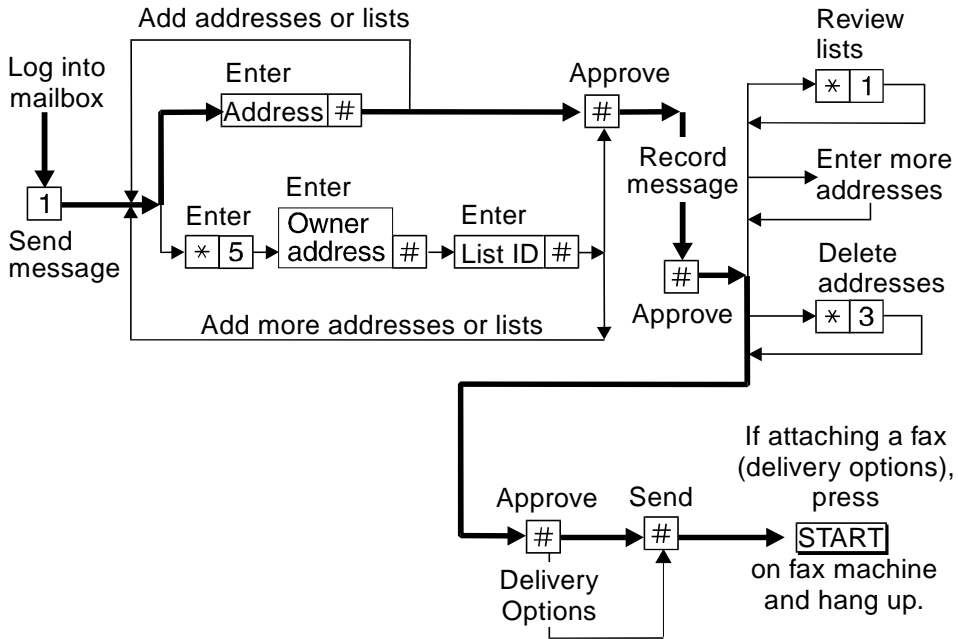 Add addresses or lists
Review
lists
Log into
mailbox
Enter
Address #
Approve
#
* 1
Record
message
Enter more
addresses
1
Send
message
Enter
* 5
Enter
Owner
address #
Enter
List ID #
#
Approve
Delete
addresses
* 3
Add more addresses or lists
If attaching a fax
(delivery options),
press
START
on fax machine
and hang up.
Approve
#
Send
#
Delivery
Options